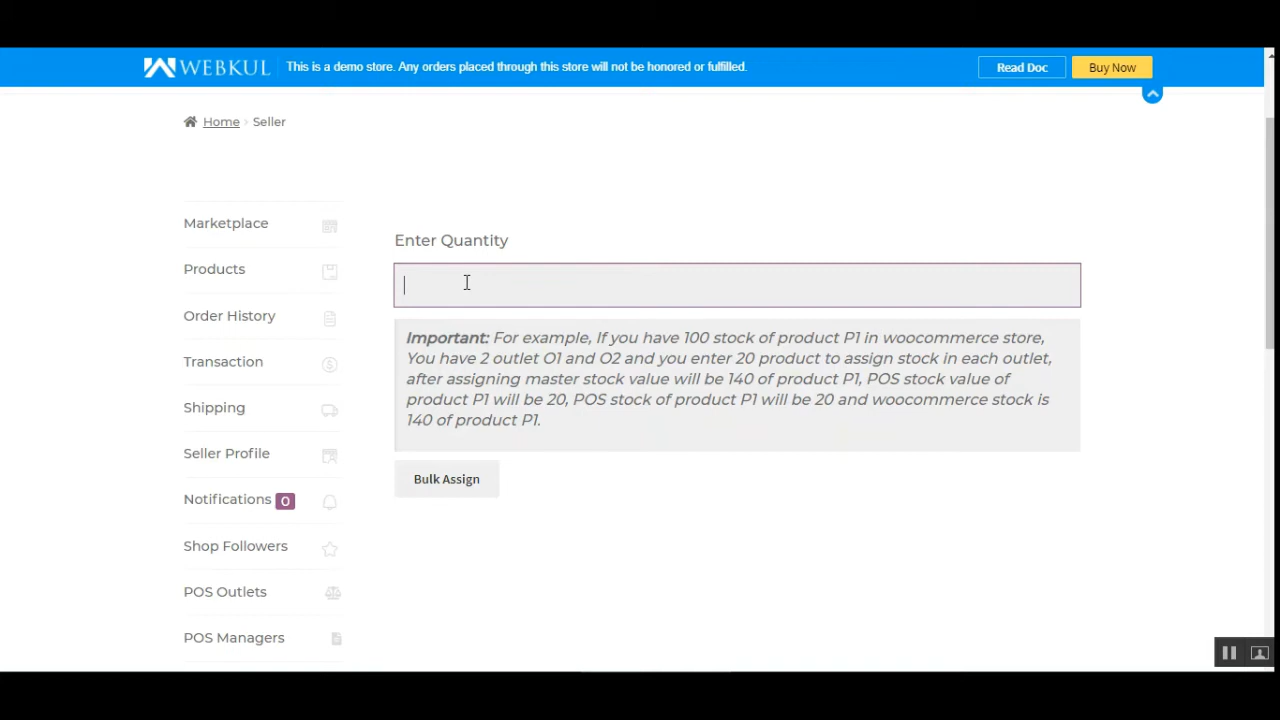 WEBKUL
This is a demo store. Any orders placed through this store will not be honored or fulfilled.
Read Doc
Buy Now
Home > Seller
Marketplace
Products
Order History
Transaction
Shipping
Seller Profile
Notifications 0
Shop Followers
POS Outlets
POS Managers
Enter Quantity
Important: For example, If you have 100 stock of product P1 in woocommerce store,
You have 2 outlet O1 and O2 and you enter 20 product to assign stock in each outlet,
after assigning master stock value will be 140 of product P1, POS stock value of
product P1 will be 20, POS stock of product P1 will be 20 and woocommerce stock is
140 of product P1.
Bulk Assign